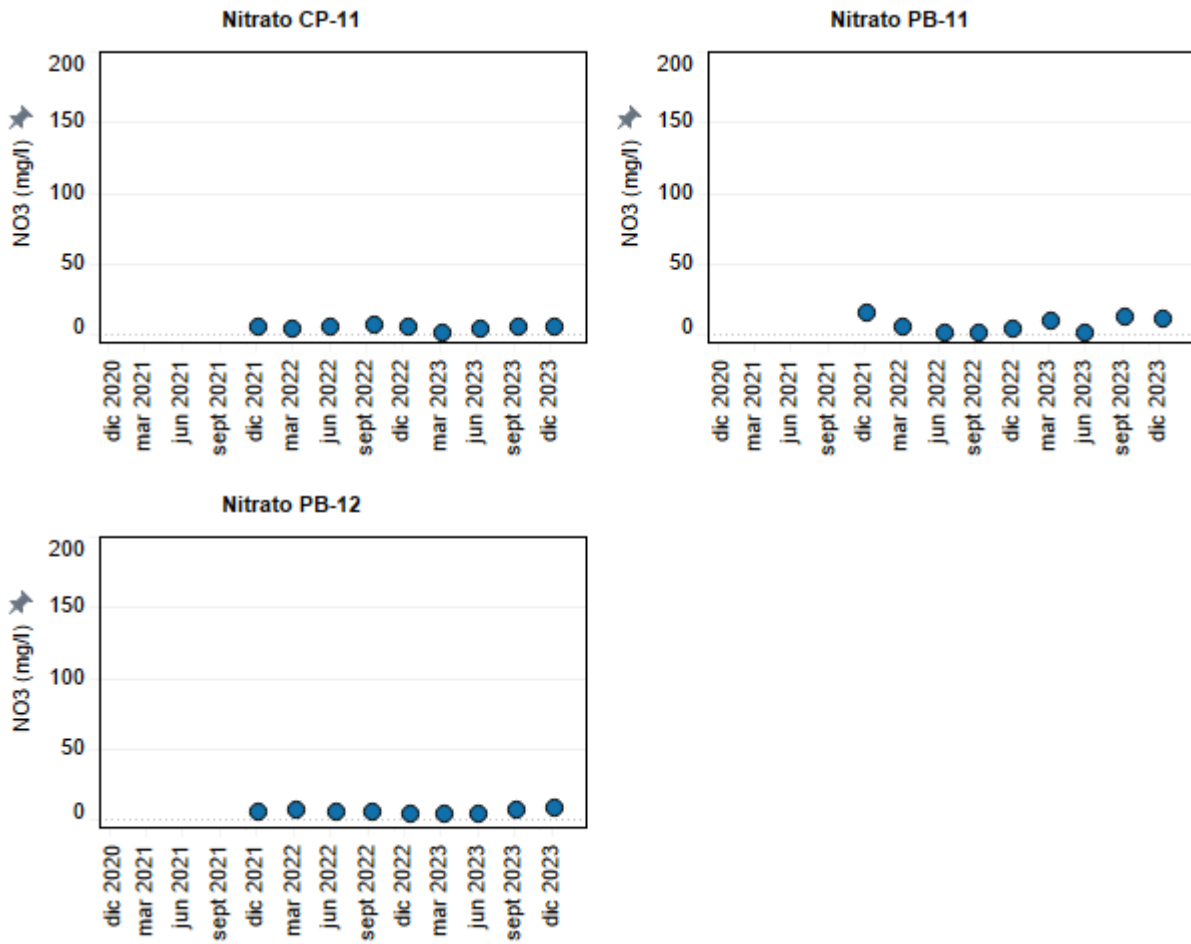 Nitrato CP-11
200
150
100
50
0
NO3 (mg/l)
dic 2020
mar 2021
jun 2021
sept 2021
dic 2021
mar 2022
jun 2022
sept 2022
dic 2022
mar 2023
jun 2023
sept 2023
dic 2023
Nitrato PB-11
200
150
100
50
0
NO3 (mg/l)
dic 2020
mar 2021
jun 2021
sept 2021
dic 2021
mar 2022
jun 2022
sept 2022
dic 2022
mar 2023
jun 2023
sept 2023
dic 2023
Nitrato PB-12
200
150
100
50
0
NO3 (mg/l)
dic 2020
mar 2021
jun 2021
sept 2021
dic 2021
mar 2022
jun 2022
sept 2022
dic 2022
mar 2023
jun 2023
sept 2023
dic 2023